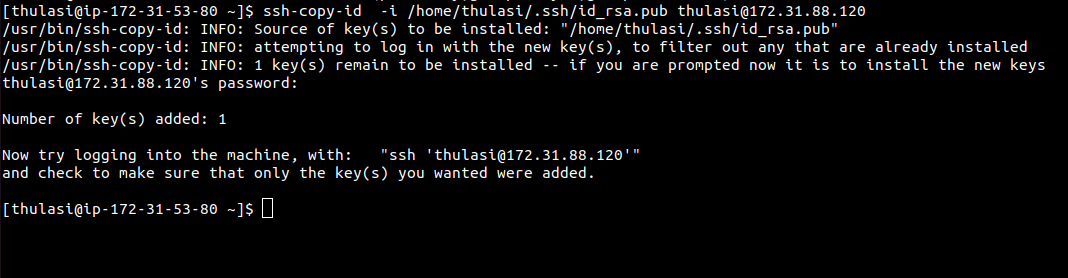 [thulasi@ip-172-31-53-80 ~]$ ssh-copy-id  -i /home/thulasi/.ssh/id_rsa.pub thulasi@172.31.88.120
/usr/bin/ssh-copy-id: INFO: Source of key(s) to be installed: "/home/thulasi/.ssh/id_rsa.pub"
/usr/bin/ssh-copy-id: INFO: attempting to log in with the new key(s), to filter out any that are already installed
/usr/bin/ssh-copy-id: INFO: 1 key(s) remain to be installed -- if you are prompted now it is to install the new keys
thulasi@172.31.88.120's password:
Number of key(s) added: 1
Now try logging into the machine, with:   "ssh 'thulasi@172.31.88.120'"
and check to make sure that only the key(s) you wanted were added.
[thulasi@ip-172-31-53-80 ~]$